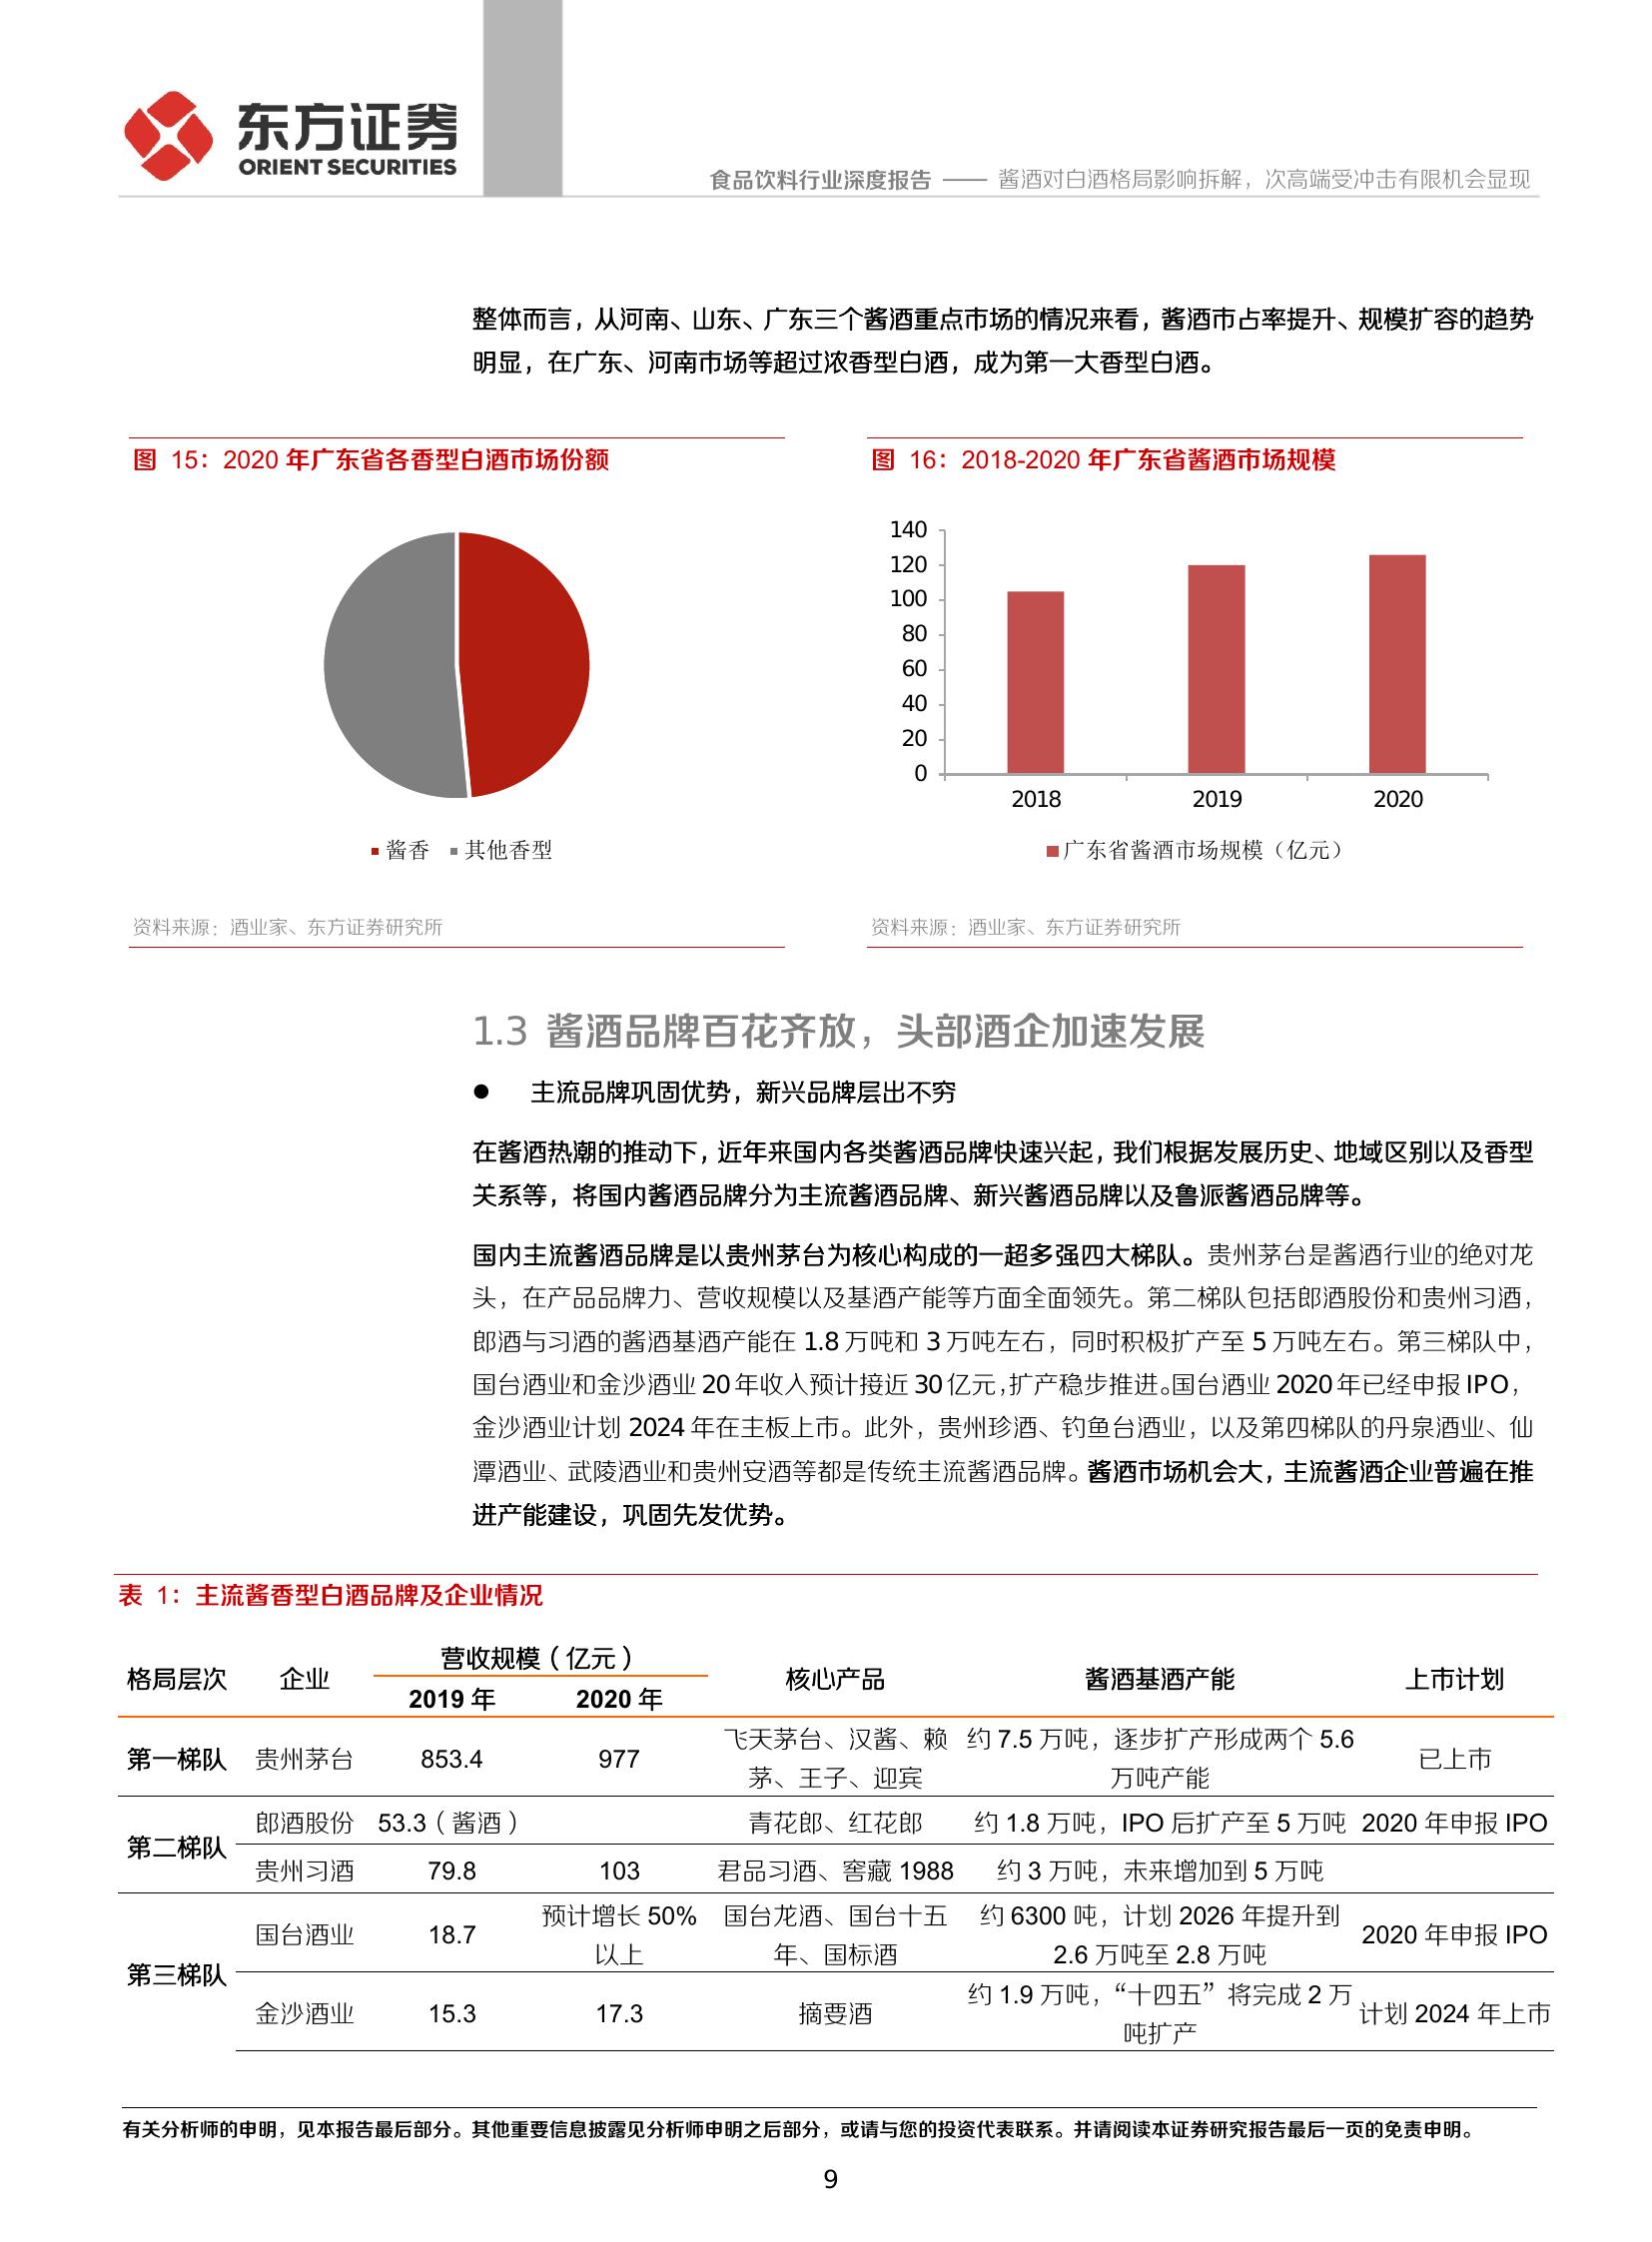 东方证券
ORIENT SECURITIES
食品饮料行业深度报告 —— 酱酒对白酒格局影响拆解，次高端受冲击有限机会显现
整体而言，从河南、山东、广东三个酱酒重点市场的情况来看，酱酒市占率提升、规模扩容的趋势
明显，在广东、河南市场等超过浓香型白酒，成为第一大香型白酒。
图 15：2020 年广东省各香型白酒市场份额
酱香 其他香型
资料来源：酒业家、东方证券研究所
图 16：2018-2020 年广东省酱酒市场规模
140
120
100
80
60
40
20
0
2018 2019 2020
广东省酱酒市场规模（亿元）
资料来源：酒业家、东方证券研究所
1.3 酱酒品牌百花齐放，头部酒企加速发展
● 主流品牌巩固优势，新兴品牌层出不穷
在酱酒热潮的推动下，近年来国内各类酱酒品牌快速兴起，我们根据发展历史、地域区别以及香型
关系等，将国内酱酒品牌分为主流酱酒品牌、新兴酱酒品牌以及鲁派酱酒品牌等。
国内主流酱酒品牌是以贵州茅台为核心构成的一超多强四大梯队。贵州茅台是酱酒行业的绝对龙
头，在产品品牌力、营收规模以及基酒产能等方面全面领先。第二梯队包括郎酒股份和贵州习酒，
郎酒与习酒的酱酒基酒产能在 1.8 万吨和 3 万吨左右，同时积极扩产至 5 万吨左右。第三梯队中，
国台酒业和金沙酒业 20 年收入预计接近 30 亿元，扩产稳步推进。国台酒业 2020 年已经申报 IPO，
金沙酒业计划 2024 年在主板上市。此外，贵州珍酒、钓鱼台酒业，以及第四梯队的丹泉酒业、仙
潭酒业、武陵酒业和贵州安酒等都是传统主流酱酒品牌。酱酒市场机会大，主流酱酒企业普遍在推
进产能建设，巩固先发优势。
表 1：主流酱香型白酒品牌及企业情况
格局层次 企业 营收规模（亿元） 核心产品 酱酒基酒产能 上市计划
2019 年 2020 年
第一梯队 贵州茅台 853.4 977 飞天茅台、汉酱、赖 约 7.5 万吨，逐步扩产形成两个 5.6 已上市
茅、王子、迎宾 万吨产能
第二梯队 郎酒股份 53.3（酱酒） 青花郎、红花郎 约 1.8 万吨，IPO 后扩产至 5 万吨 2020 年申报 IPO
贵州习酒 79.8 103 君品习酒、窖藏 1988 约 3 万吨，未来增加到 5 万吨
第三梯队 国台酒业 18.7 预计增长 50% 国台龙酒、国台十五 约 6300 吨，计划 2026 年提升到 2020 年申报 IPO
以上 年、国标酒 2.6 万吨至 2.8 万吨
金沙酒业 15.3 17.3 摘要酒 约 1.9 万吨，“十四五”将完成 2 万 计划 2024 年上市
吨扩产
有关分析师的申明，见本报告最后部分。其他重要信息披露见分析师申明之后部分，或请与您的投资代表联系。并请阅读本证券研究报告最后一页的免责申明。
9